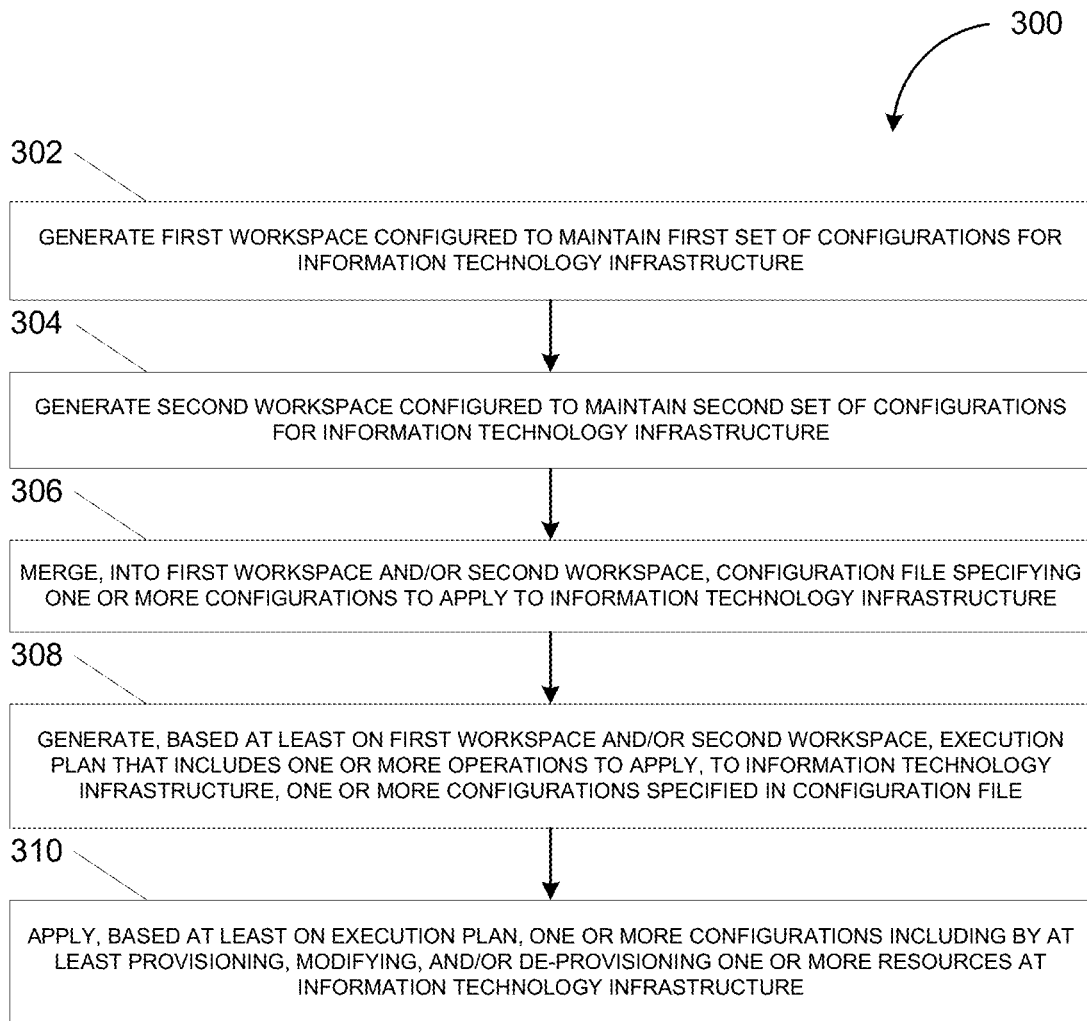 300
302
GENERATE FIRST WORKSPACE CONFIGURED TO MAINTAIN FIRST SET OF CONFIGURATIONS FOR
INFORMATION TECHNOLOGY INFRASTRUCTURE
304
GENERATE SECOND WORKSPACE CONFIGURED TO MAINTAIN SECOND SET OF CONFIGURATIONS
FOR INFORMATION TECHNOLOGY INFRASTRUCTURE
306
MERGE, INTO FIRST WORKSPACE AND/OR SECOND WORKSPACE, CONFIGURATION FILE SPECIFYING
ONE OR MORE CONFIGURATIONS TO APPLY TO INFORMATION TECHNOLOGY INFRASTRUCTURE
308
GENERATE, BASED AT LEAST ON FIRST WORKSPACE AND/OR SECOND WORKSPACE, EXECUTION
PLAN THAT INCLUDES ONE OR MORE OPERATIONS TO APPLY, TO INFORMATION TECHNOLOGY
INFRASTRUCTURE, ONE OR MORE CONFIGURATIONS SPECIFIED IN CONFIGURATION FILE
310
APPLY, BASED AT LEAST ON EXECUTION PLAN, ONE OR MORE CONFIGURATIONS INCLUDING BY AT
LEAST PROVISIONING, MODIFYING, AND/OR DE-PROVISIONING ONE OR MORE RESOURCES AT
INFORMATION TECHNOLOGY INFRASTRUCTURE